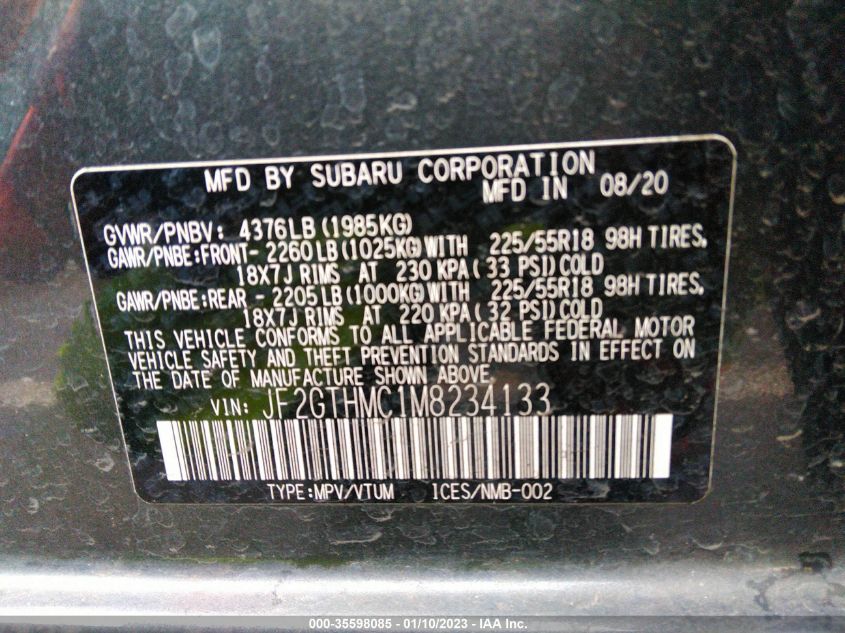 MFD BY SUBARU CORPORATION
MFD IN 08/20
GVWR/PNBV: 4376LB(1985KG)
GAWR/PNBE:FRONT- 2260LB(1025KG)WITH 225/55R18 98H TIRES,
18X7J RIMS AT 230 KPA(33 PSI)COLD
GAWR/PNBE:REAR - 2205LB(1000KG)WITH 225/55R18 98H TIRES,
18X7J RIMS AT 220 KPA(32 PSI)COLD
THIS VEHICLE CONFORMS TO ALL APPLICABLE FEDERAL MOTOR
VEHICLE SAFETY AND THEFT PREVENTION STANDARDS IN EFFECT ON
THE DATE OF MANUFACTURE SHOWN ABOVE.
VIN: JF2GTHMC1M8234133
TYPE:MPV/VTUM ICES/NMB-002
000-35598085 - 01/10/2023 - IAA Inc.